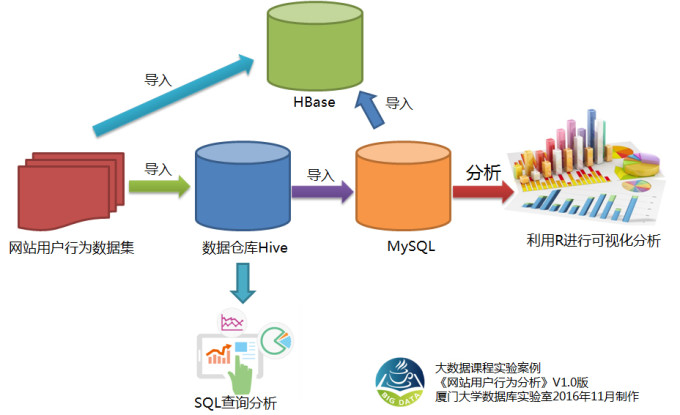 导入
HBase
导入
导入
导入
分析
网站用户行为数据集
数据仓库Hive
MySQL
利用R进行可视化分析
SQL查询分析
BIG DATA
大数据课程实验案例
《网站用户行为分析》V1.0版
厦门大学数据库实验室2016年11月制作